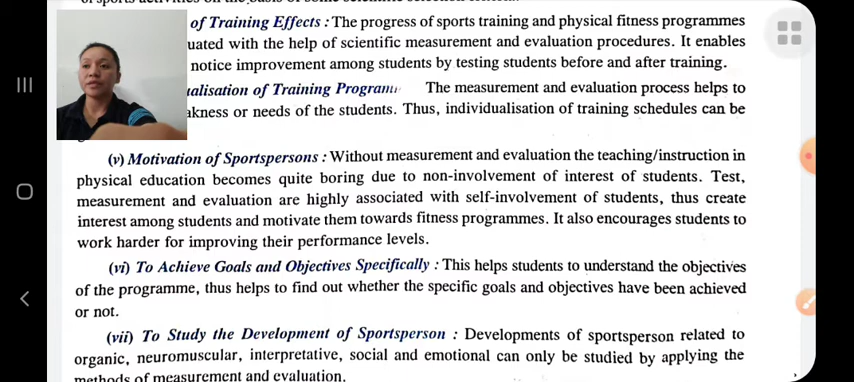 of Training Effects : The progress of sports training and physical fitness programmes
uated with the help of scientific measurement and evaluation procedures. It enables
notice improvement among students by testing students before and after training.
ualisation of Training Program The measurement and evaluation process helps to
akness or needs of the students. Thus, individualisation of training schedules can be
(v) Motivation of Sportspersons : Without measurement and evaluation the teaching/instruction in
physical education becomes quite boring due to non-involvement of interest of students. Test,
measurement and evaluation are highly associated with self-involvement of students, thus create
interest among students and motivate them towards fitness programmes. It also encourages students to
work harder for improving their performance levels.
(vi) To Achieve Goals and Objectives Specifically : This helps students to understand the objectives
of the programme, thus helps to find out whether the specific goals and objectives have been achieved
or not.
(vii) To Study the Development of Sportsperson : Developments of sportsperson related to
organic, neuromuscular, interpretative, social and emotional can only be studied by applying the
methods of measurement and evaluation.